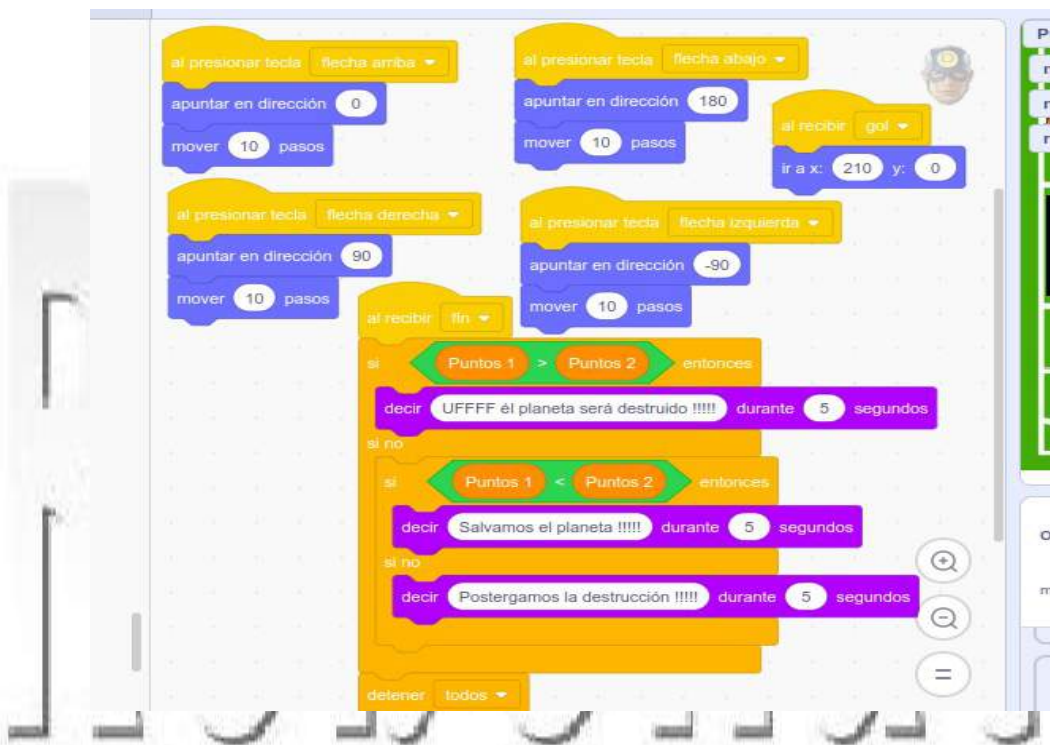 al presionar tecla flecha arriba
apuntar en dirección 0
mover 10 pasos
al presionar tecla flecha abajo
apuntar en dirección 180
mover 10 pasos
al recibir gol
ir a x: 210 y: 0
al presionar tecla flecha derecha
apuntar en dirección 90
mover 10 pasos
al presionar tecla flecha izquierda
apuntar en dirección -90
mover 10 pasos
al recibir fin
si Puntos 1 > Puntos 2 entonces
decir UFFFF él planeta será destruido !!!!! durante 5 segundos
si no
si Puntos 1 < Puntos 2 entonces
decir Salvamos el planeta !!!!! durante 5 segundos
si no
decir Postergamos la destrucción !!!!! durante 5 segundos
detener todos